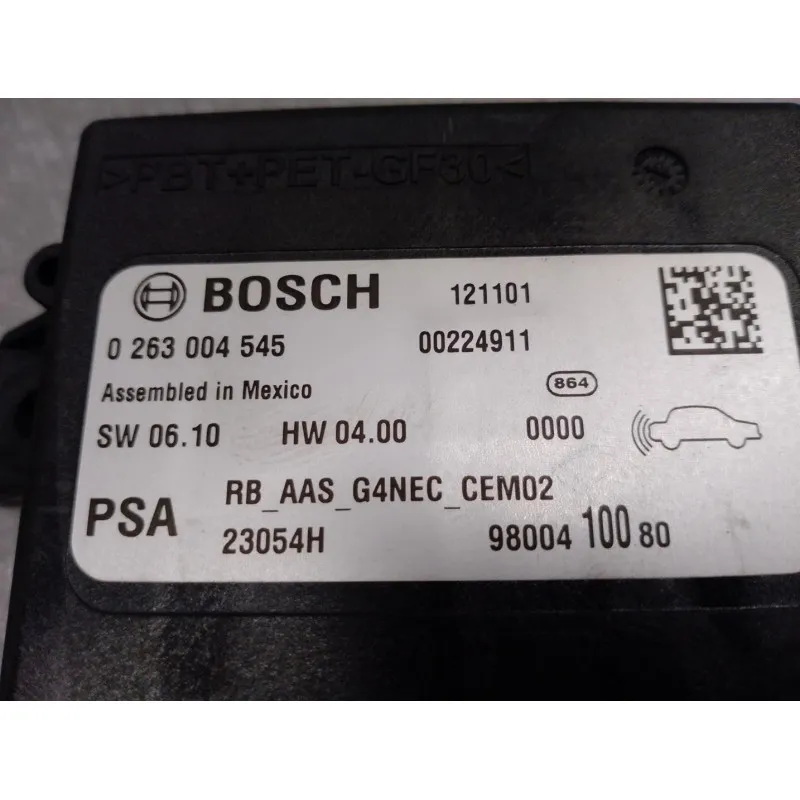 >PBT+PET-GF30<
BOSCH 121101
0 263 004 545 00224911
Assembled in Mexico 864
SW 06.10 HW 04.00 0000
PSA RB_AAS_G4NEC_CEM02
23054H 98004 100 80